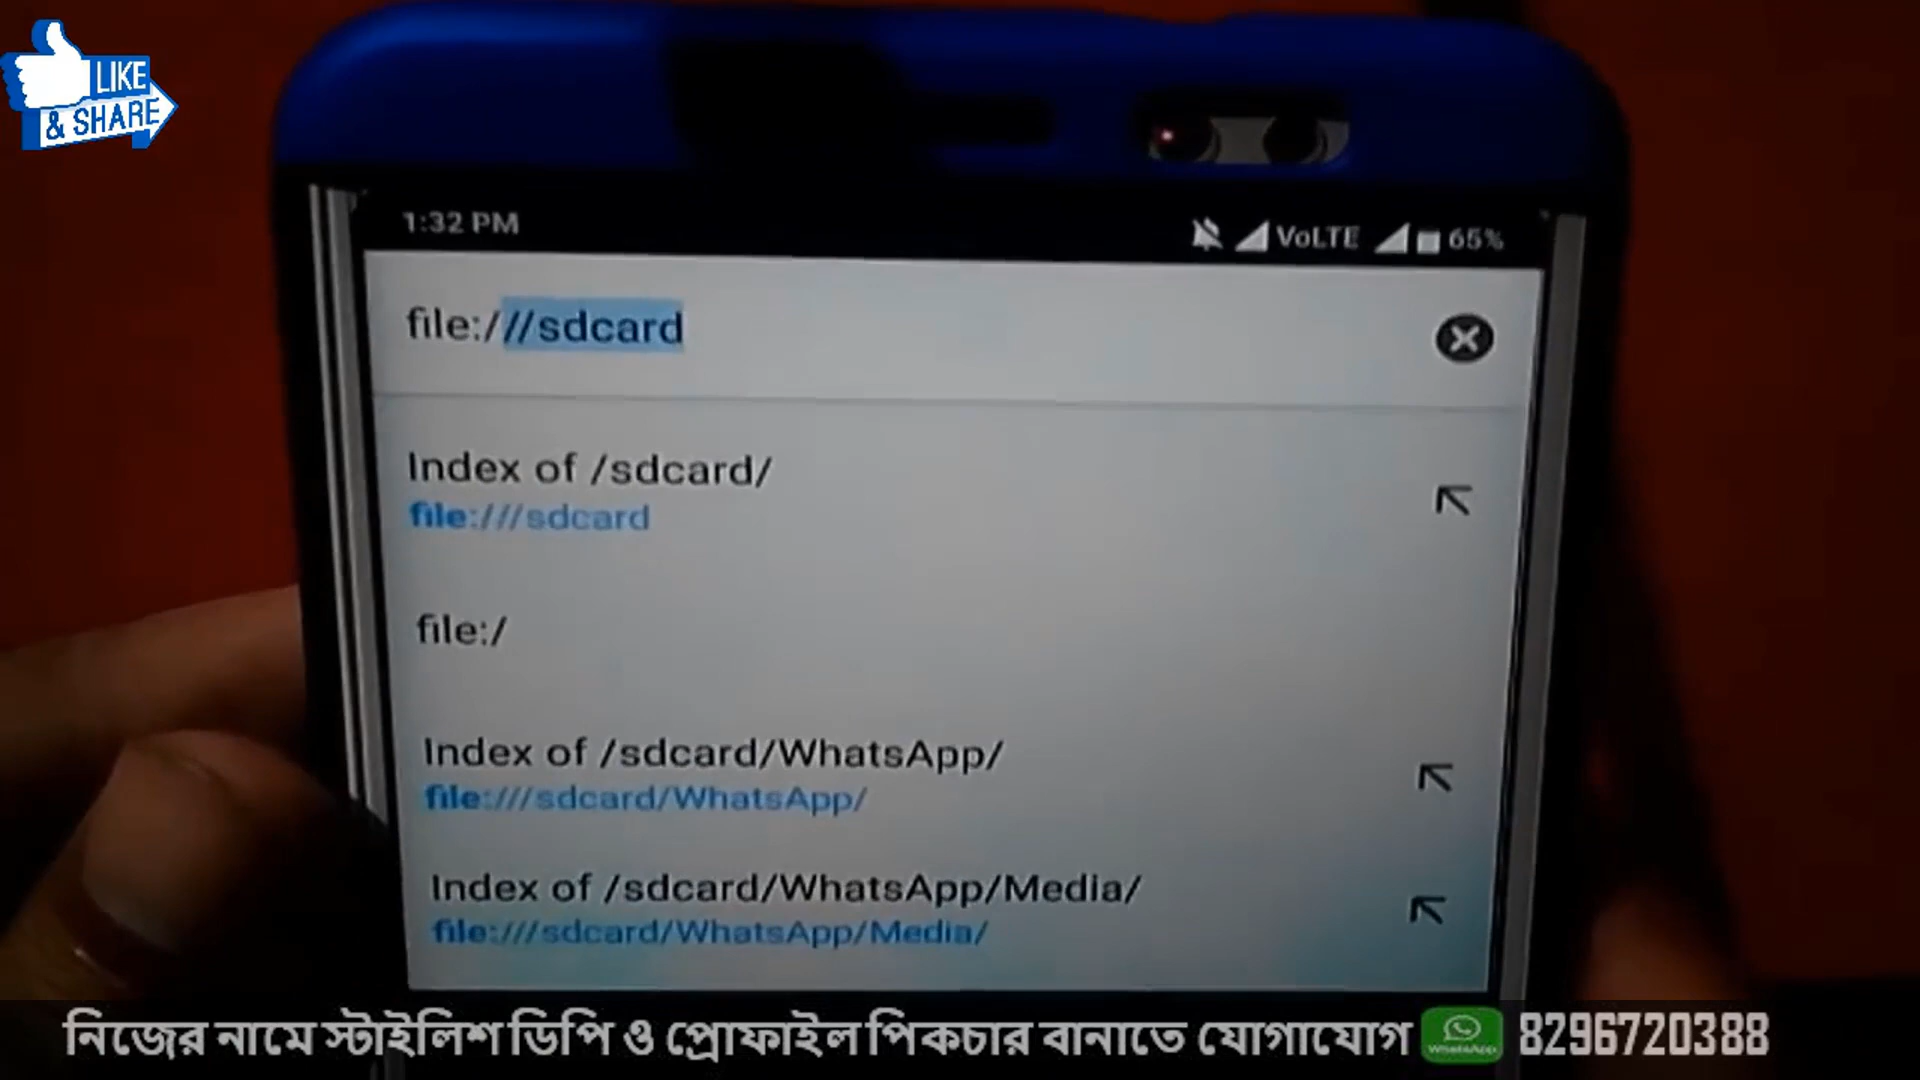 LIKE
& SHARE
1:32 PM VoLTE 65%
file:///sdcard
Index of /sdcard/
file:///sdcard
file:/
Index of /sdcard/WhatsApp/
file:///sdcard/WhatsApp/
Index of /sdcard/WhatsApp/Media/
file:///sdcard/WhatsApp/Media/
নিজের নামে স্টাইলিশ ডিপি ও প্রোফাইল পিকচার বানাতে যোগাযোগ WhatsApp 8296720388